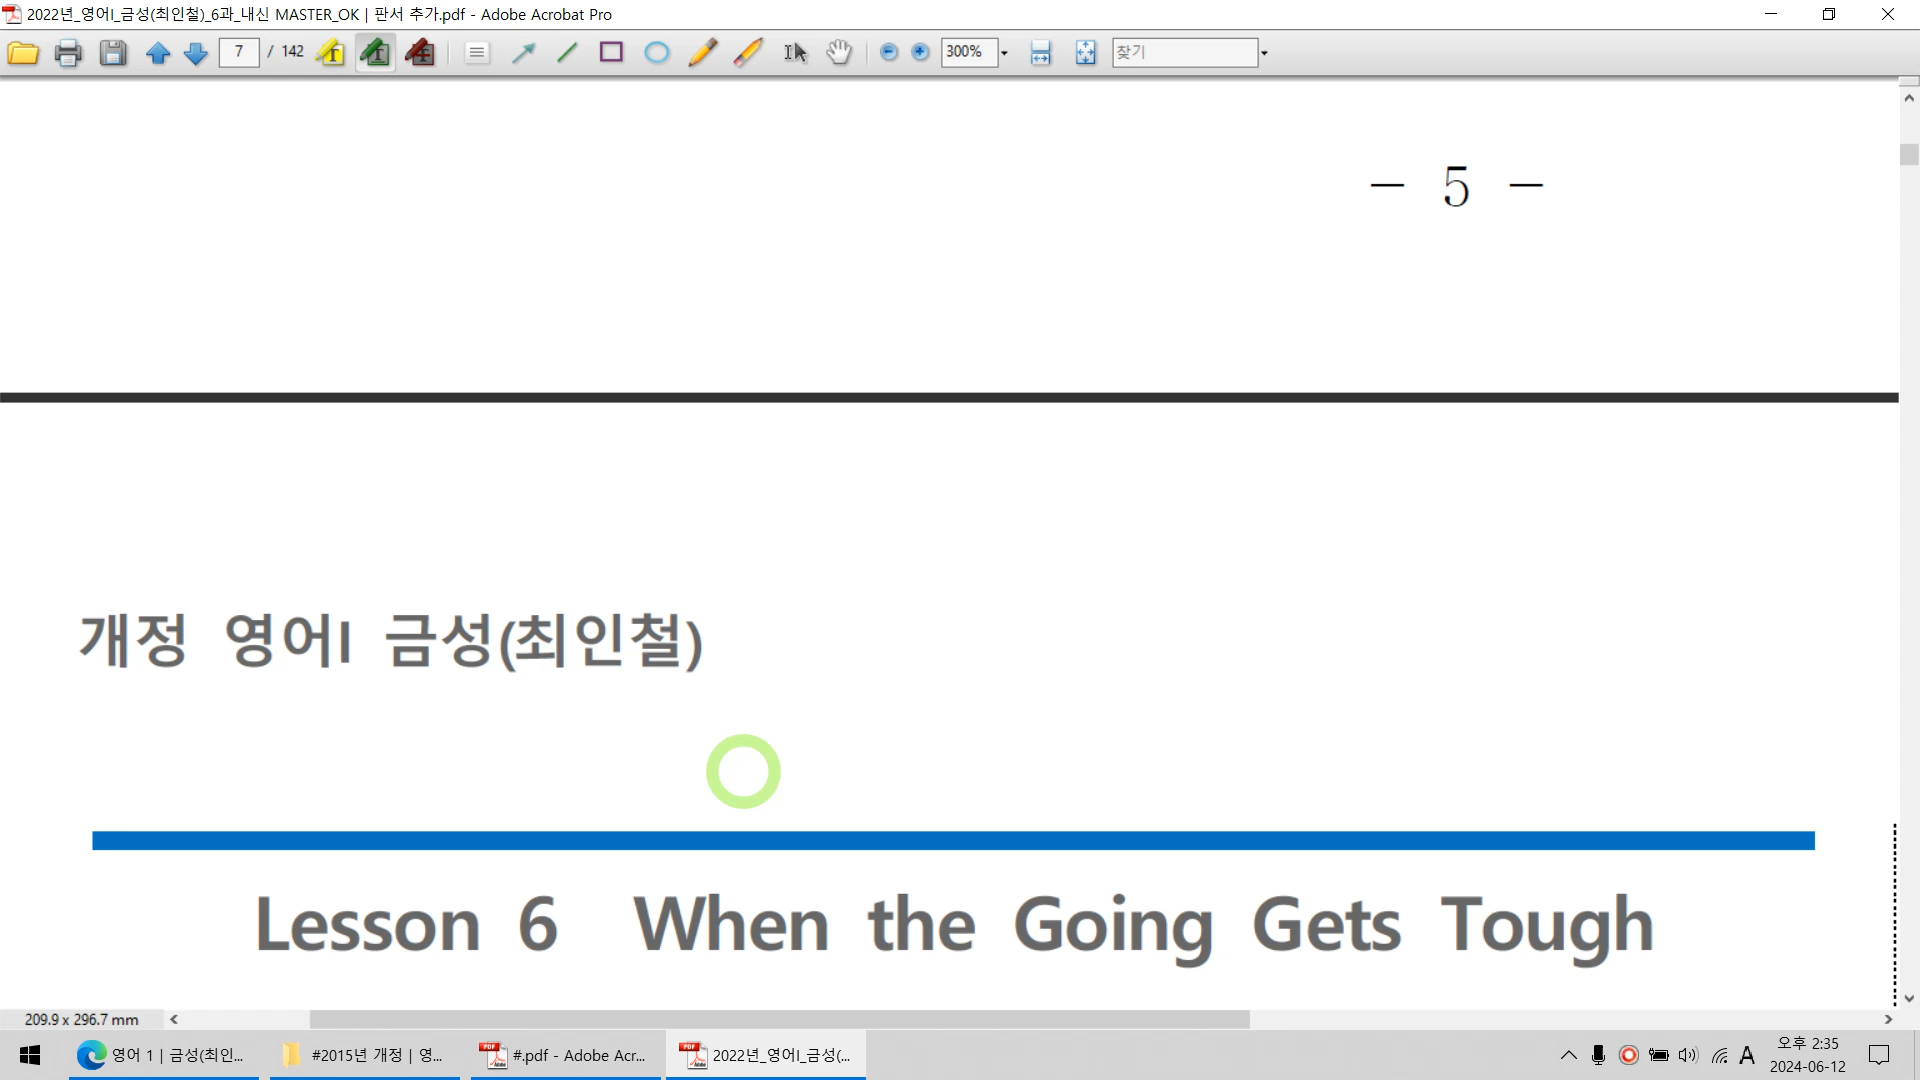 2022년_영어I_금성(최인철)_6과_내신 MASTER_OK | 판서 추가.pdf - Adobe Acrobat Pro
7 / 142
300%
찾기
- 5 -
개정 영어I 금성(최인철)
Lesson 6 When the Going Gets Tough
209.9 x 296.7 mm
영어 1 | 금성(최인...
#2015년 개정 | 영...
#.pdf - Adobe Acr...
2022년_영어I_금성(...
A
오후 2:35
2024-06-12